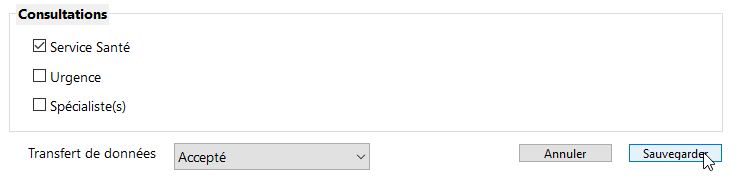 Consultations
Service Santé
Urgence
Spécialiste(s)
Transfert de données Accepté Annuler Sauvegarder